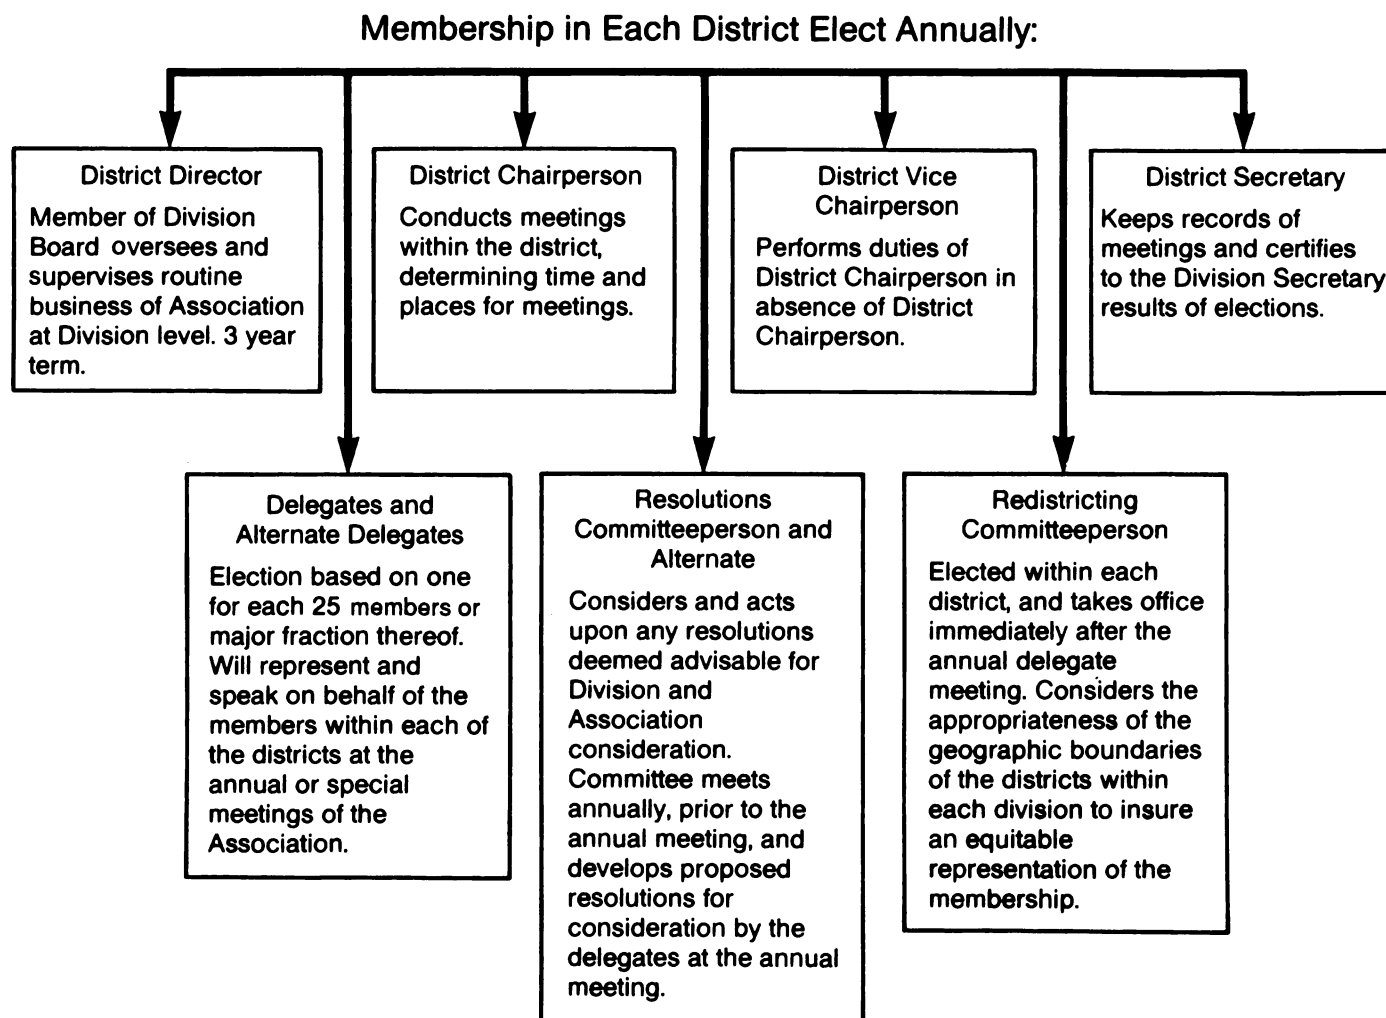 Membership in Each District Elect Annually:
District Director
Member of Division
Board oversees and
supervises routine
business of Association
at Division level. 3 year
term.
District Chairperson
Conducts meetings
within the district,
determining time and
places for meetings.
District Vice
Chairperson
Performs duties of
District Chairperson in
absence of District
Chairperson.
District Secretary
Keeps records of
meetings and certifies
to the Division Secretary
results of elections.
Delegates and
Alternate Delegates
Election based on one
for each 25 members or
major fraction thereof.
Will represent and
speak on behalf of the
members within each of
the districts at the
annual or special
meetings of the
Association.
Resolutions
Committeeperson and
Alternate
Considers and acts
upon any resolutions
deemed advisable for
Division and
Association
consideration.
Committee meets
annually, prior to the
annual meeting, and
develops proposed
resolutions for
consideration by the
delegates at the annual
meeting.
Redistricting
Committeeperson
Elected within each
district, and takes office
immediately after the
annual delegate
meeting. Considers the
appropriateness of the
geographic boundaries
of the districts within
each division to insure
an equitable
representation of the
membership.